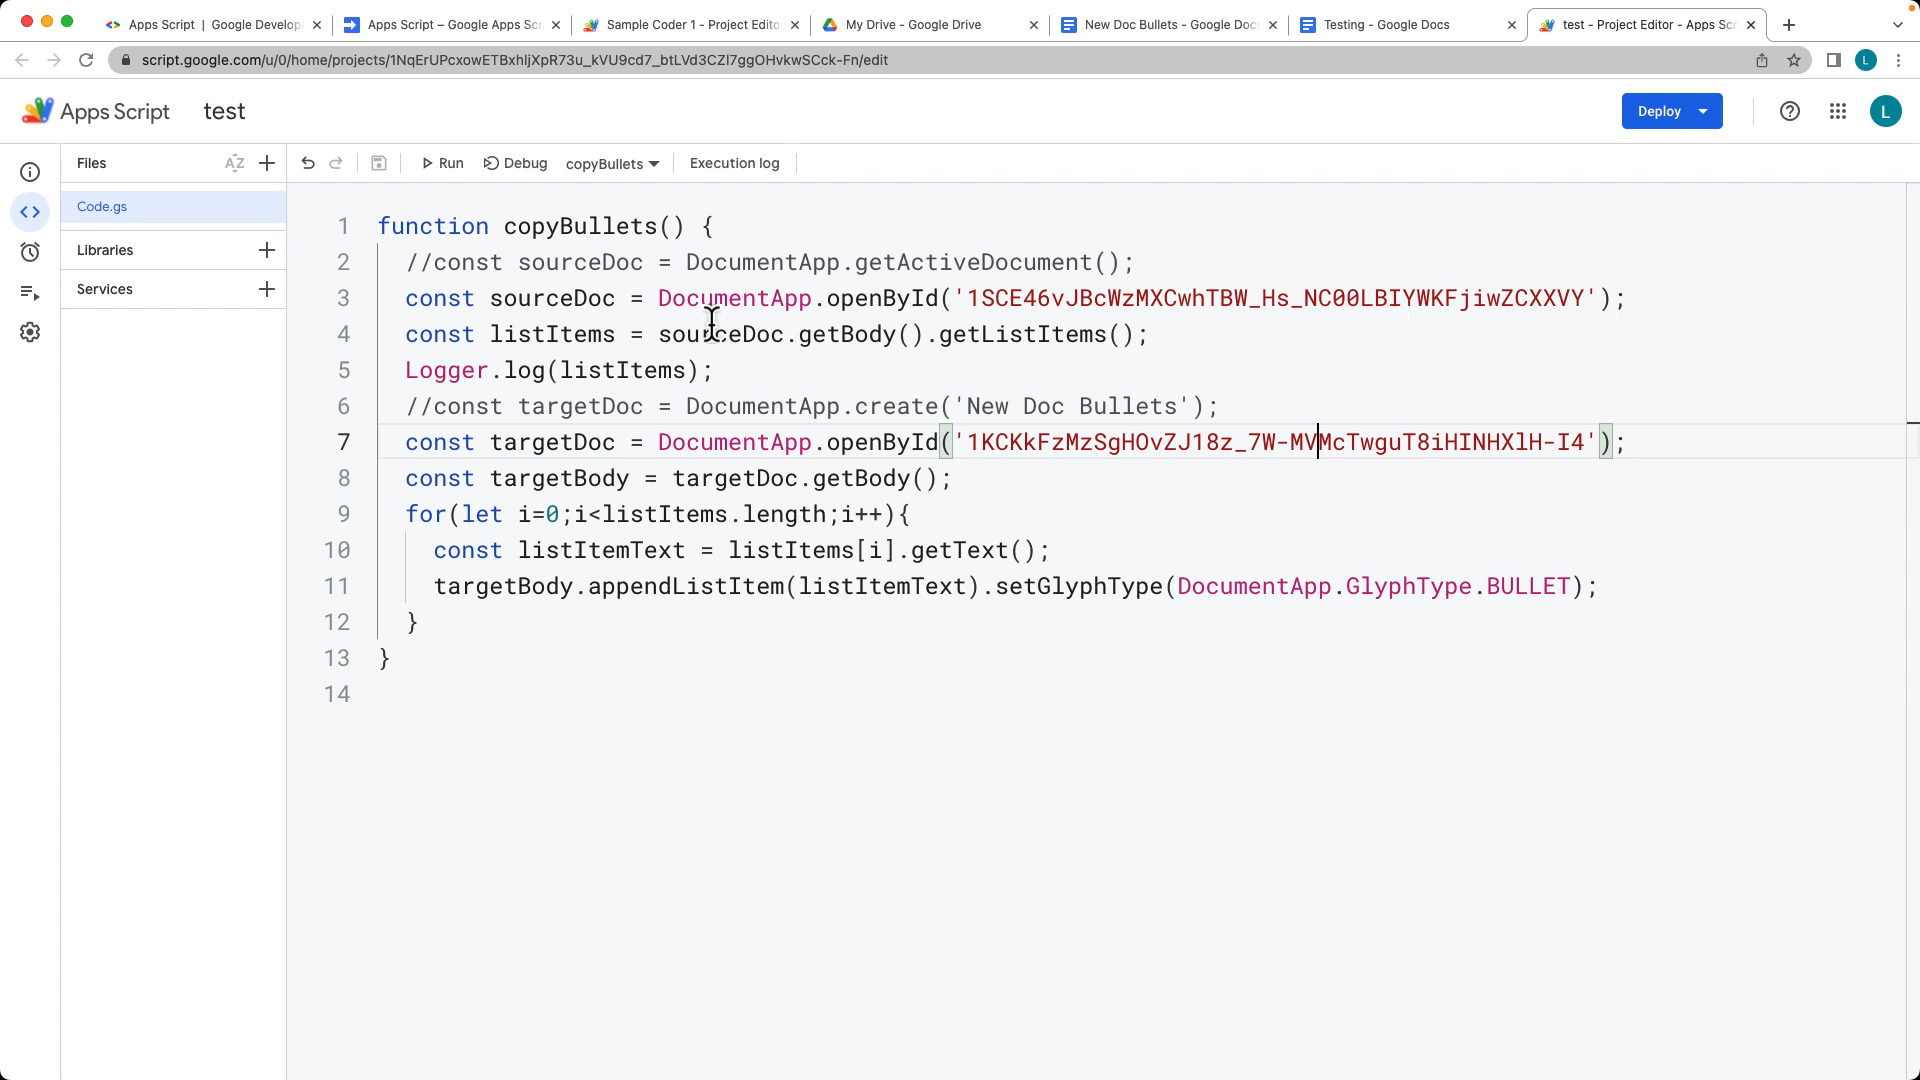 Apps Script | Google Develop
Apps Script – Google Apps Scr
Sample Coder 1 - Project Edito
My Drive - Google Drive
New Doc Bullets - Google Doc
Testing - Google Docs
test - Project Editor - Apps Scr
script.google.com/u/0/home/projects/1NqErUPcxowETBxhljXpR73u_kVU9cd7_btLVd3CZl7ggOHvkwSCck-Fn/edit
L
Apps Script test
Deploy
L
Files
AZ
Run
Debug
copyBullets
Execution log
Code.gs
Libraries
Services
1 function copyBullets() {
2 //const sourceDoc = DocumentApp.getActiveDocument();
3 const sourceDoc = DocumentApp.openById('1SCE46vJBcWzMXCwhTBW_Hs_NC00LBIYWKFjiwZCXXVY');
4 const listItems = sourceDoc.getBody().getListItems();
5 Logger.log(listItems);
6 //const targetDoc = DocumentApp.create('New Doc Bullets');
7 const targetDoc = DocumentApp.openById('1KCKkFzMzSgHOvZJ18z_7W-MVMcTwguT8iHINHXlH-I4');
8 const targetBody = targetDoc.getBody();
9 for(let i=0;i<listItems.length;i++){
10 const listItemText = listItems[i].getText();
11 targetBody.appendListItem(listItemText).setGlyphType(DocumentApp.GlyphType.BULLET);
12 }
13 }
14